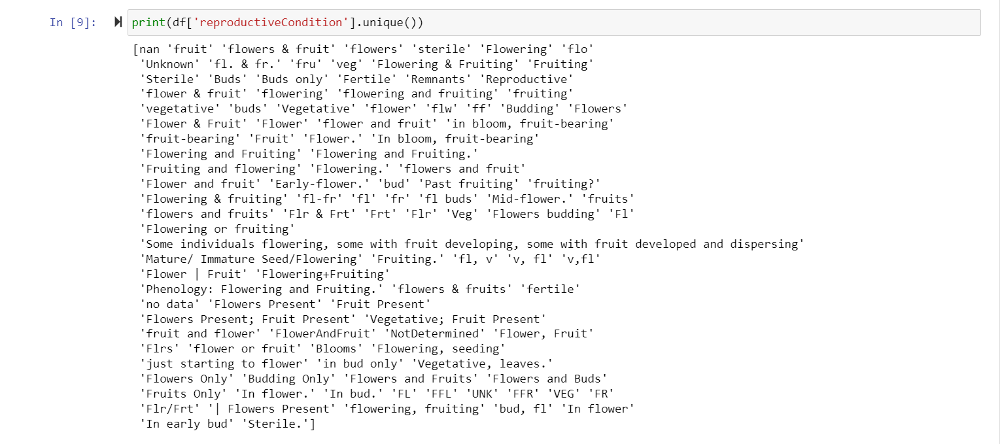 In [9]: print(df['reproductiveCondition'].unique())
[nan 'fruit' 'flowers & fruit' 'flowers' 'sterile' 'Flowering' 'flo'
'Unknown' 'fl. & fr.' 'fru' 'veg' 'Flowering & Fruiting' 'Fruiting'
'Sterile' 'Buds' 'Buds only' 'Fertile' 'Remnants' 'Reproductive'
'flower & fruit' 'flowering' 'flowering and fruiting' 'fruiting'
'vegetative' 'buds' 'Vegetative' 'flower' 'flw' 'ff' 'Budding' 'Flowers'
'Flower & Fruit' 'Flower' 'flower and fruit' 'in bloom, fruit-bearing'
'fruit-bearing' 'Fruit' 'Flower.' 'In bloom, fruit-bearing'
'Flowering and Fruiting' 'Flowering and Fruiting.'
'Fruiting and flowering' 'Flowering.' 'flowers and fruit'
'Flower and fruit' 'Early-flower.' 'bud' 'Past fruiting' 'fruiting?'
'Flowering & fruiting' 'fl-fr' 'fl' 'fr' 'fl buds' 'Mid-flower.' 'fruits'
'flowers and fruits' 'Flr & Frt' 'Frt' 'Flr' 'Veg' 'Flowers budding' 'Fl'
'Flowering or fruiting'
'Some individuals flowering, some with fruit developing, some with fruit developed and dispersing'
'Mature/ Immature Seed/Flowering' 'Fruiting.' 'fl, v' 'v, fl' 'v,fl'
'Flower | Fruit' 'Flowering+Fruiting'
'Phenology: Flowering and Fruiting.' 'flowers & fruits' 'fertile'
'no data' 'Flowers Present' 'Fruit Present'
'Flowers Present; Fruit Present' 'Vegetative; Fruit Present'
'fruit and flower' 'FlowerAndFruit' 'NotDetermined' 'Flower, Fruit'
'Flrs' 'flower or fruit' 'Blooms' 'Flowering, seeding'
'just starting to flower' 'in bud only' 'Vegetative, leaves.'
'Flowers Only' 'Budding Only' 'Flowers and Fruits' 'Flowers and Buds'
'Fruits Only' 'In flower.' 'In bud.' 'FL' 'FFL' 'UNK' 'FFR' 'VEG' 'FR'
'Flr/Frt' '| Flowers Present' 'flowering, fruiting' 'bud, fl' 'In flower'
'In early bud' 'Sterile.']